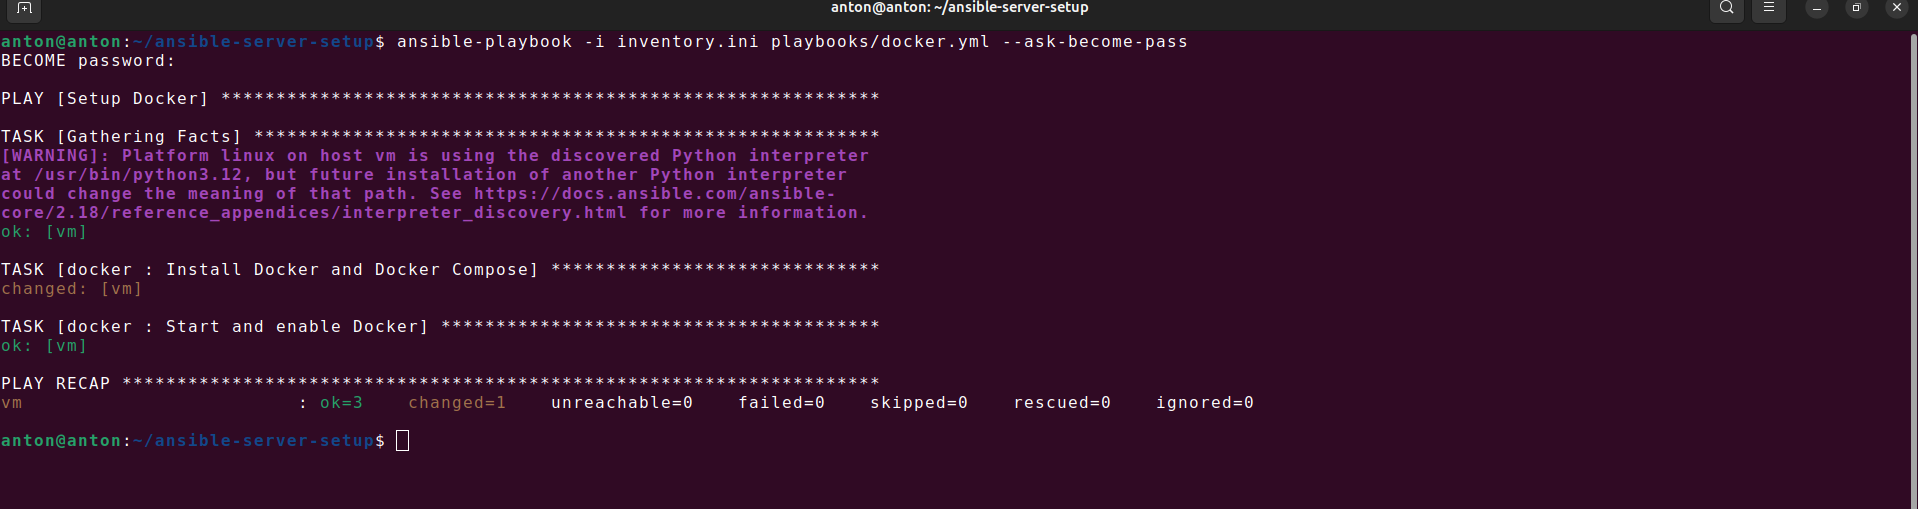 anton@anton: ~/ansible-server-setup
anton@anton:~/ansible-server-setup$ ansible-playbook -i inventory.ini playbooks/docker.yml --ask-become-pass
BECOME password:
PLAY [Setup Docker] ************************************************************
TASK [Gathering Facts] *********************************************************
[WARNING]: Platform linux on host vm is using the discovered Python interpreter
at /usr/bin/python3.12, but future installation of another Python interpreter
could change the meaning of that path. See https://docs.ansible.com/ansible-
core/2.18/reference_appendices/interpreter_discovery.html for more information.
ok: [vm]
TASK [docker : Install Docker and Docker Compose] ******************************
changed: [vm]
TASK [docker : Start and enable Docker] ****************************************
ok: [vm]
PLAY RECAP *********************************************************************
vm                         : ok=3    changed=1    unreachable=0    failed=0    skipped=0    rescued=0    ignored=0
anton@anton:~/ansible-server-setup$